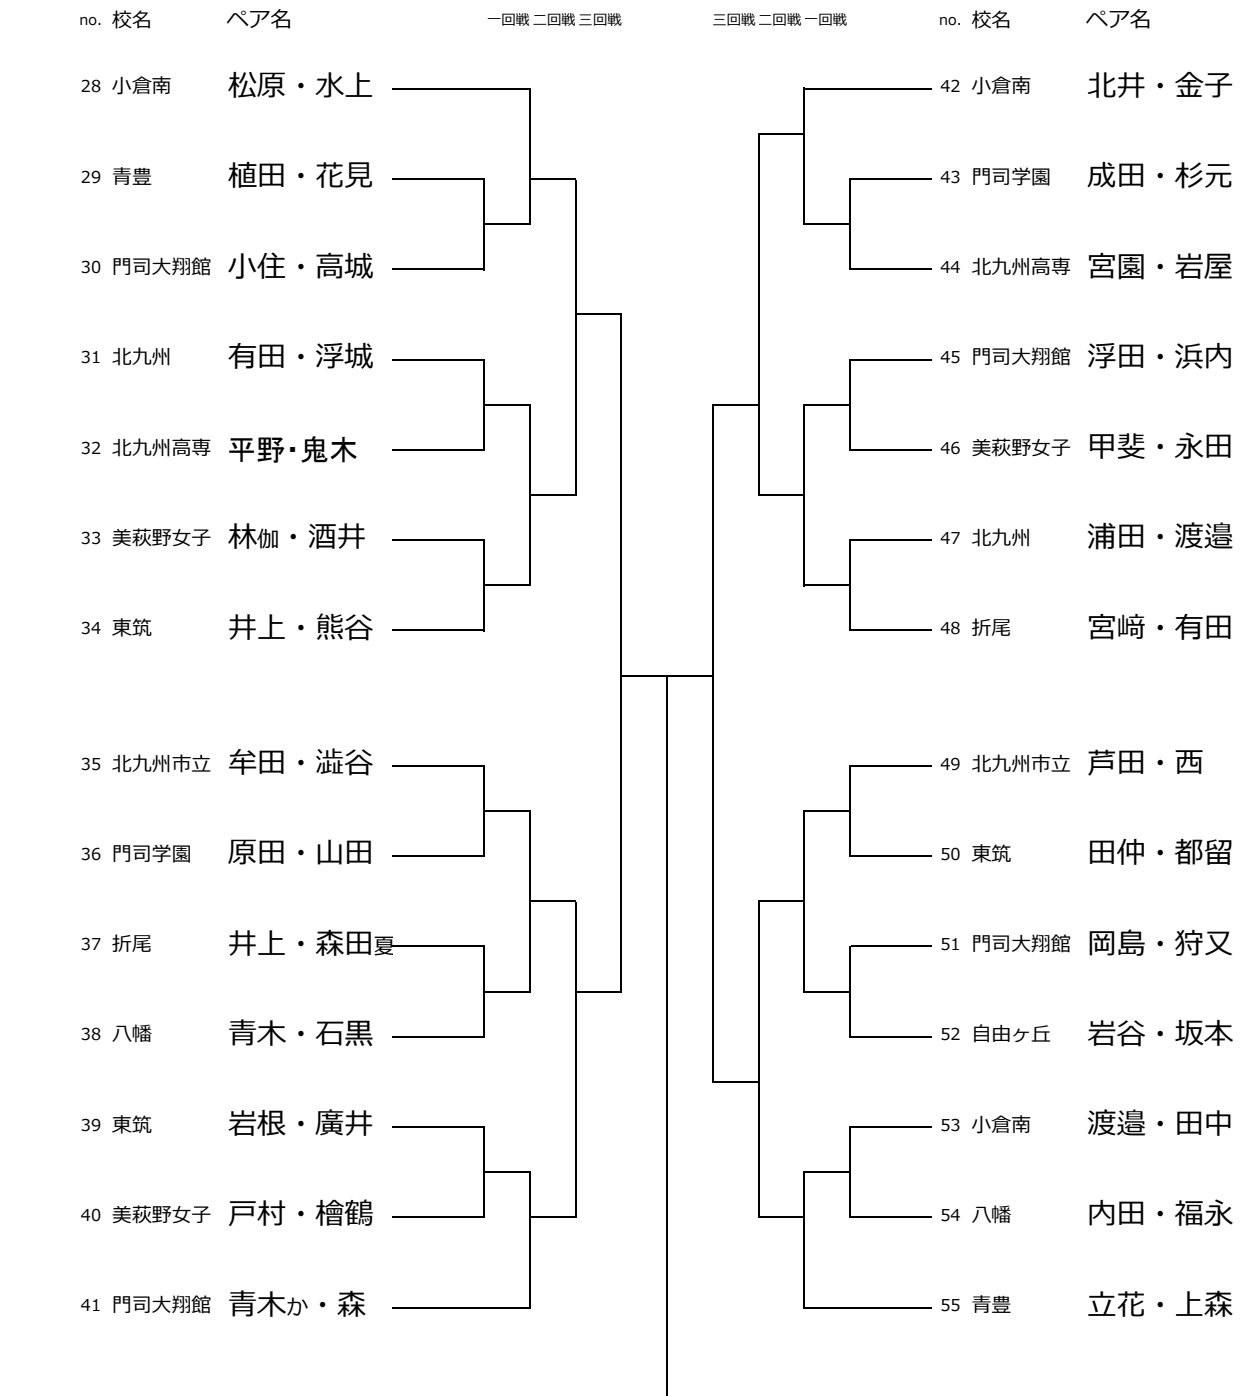 no. 校名 ペア名 一回戦 二回戦 三回戦 三回戦 二回戦 一回戦 no. 校名 ペア名
28 小倉南 松原・水上 42 小倉南 北井・金子
29 青豊 植田・花見 43 門司学園 成田・杉元
30 門司大翔館 小住・高城 44 北九州高専 宮園・岩屋
31 北九州 有田・浮城 45 門司大翔館 浮田・浜内
32 北九州高専 平野・鬼木 46 美萩野女子 甲斐・永田
33 美萩野女子 林伽・酒井 47 北九州 浦田・渡邉
34 東筑 井上・熊谷 48 折尾 宮﨑・有田
35 北九州市立 牟田・澁谷 49 北九州市立 芦田・西
36 門司学園 原田・山田 50 東筑 田仲・都留
37 折尾 井上・森田夏 51 門司大翔館 岡島・狩又
38 八幡 青木・石黒 52 自由ヶ丘 岩谷・坂本
39 東筑 岩根・廣井 53 小倉南 渡邉・田中
40 美萩野女子 戸村・檜鶴 54 八幡 内田・福永
41 門司大翔館 青木か・森 55 青豊 立花・上森